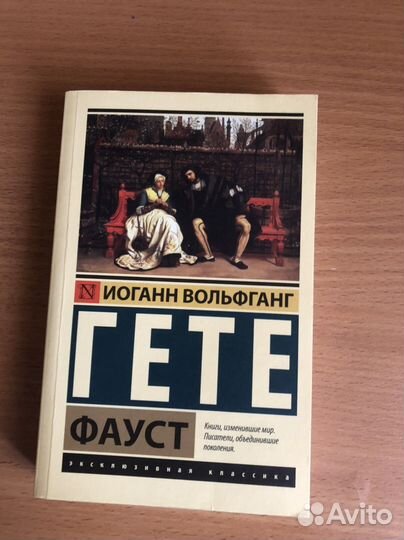 ИОГАНН ВОЛЬФГАНГ
ГЕТЕ
ФАУСТ
Книги, изменившие мир.
Писатели, объединившие
поколения.
эксклюзивная классика
Avito